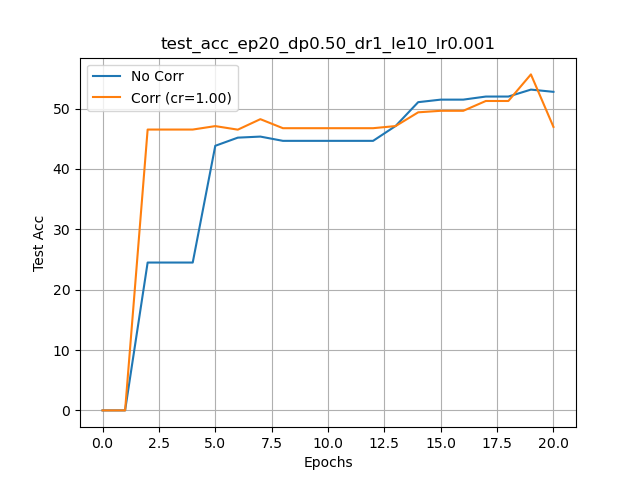 test_acc_ep20_dp0.50_dr1_le10_lr0.001
No Corr
Corr (cr=1.00)
50
40
30
20
10
0
Test Acc
0.0 2.5 5.0 7.5 10.0 12.5 15.0 17.5 20.0
Epochs